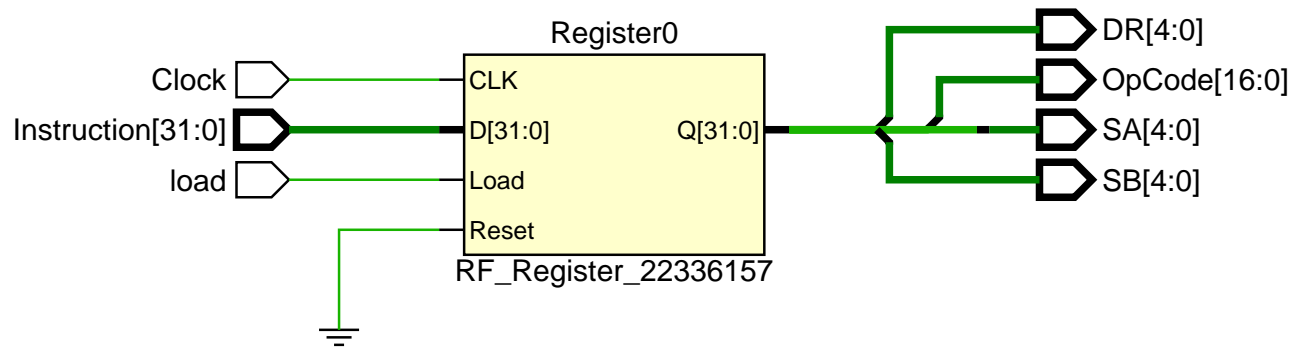 Register0
Clock
Instruction[31:0]
load
CLK
D[31:0]
Load
Reset
Q[31:0]
RF_Register_22336157
DR[4:0]
OpCode[16:0]
SA[4:0]
SB[4:0]